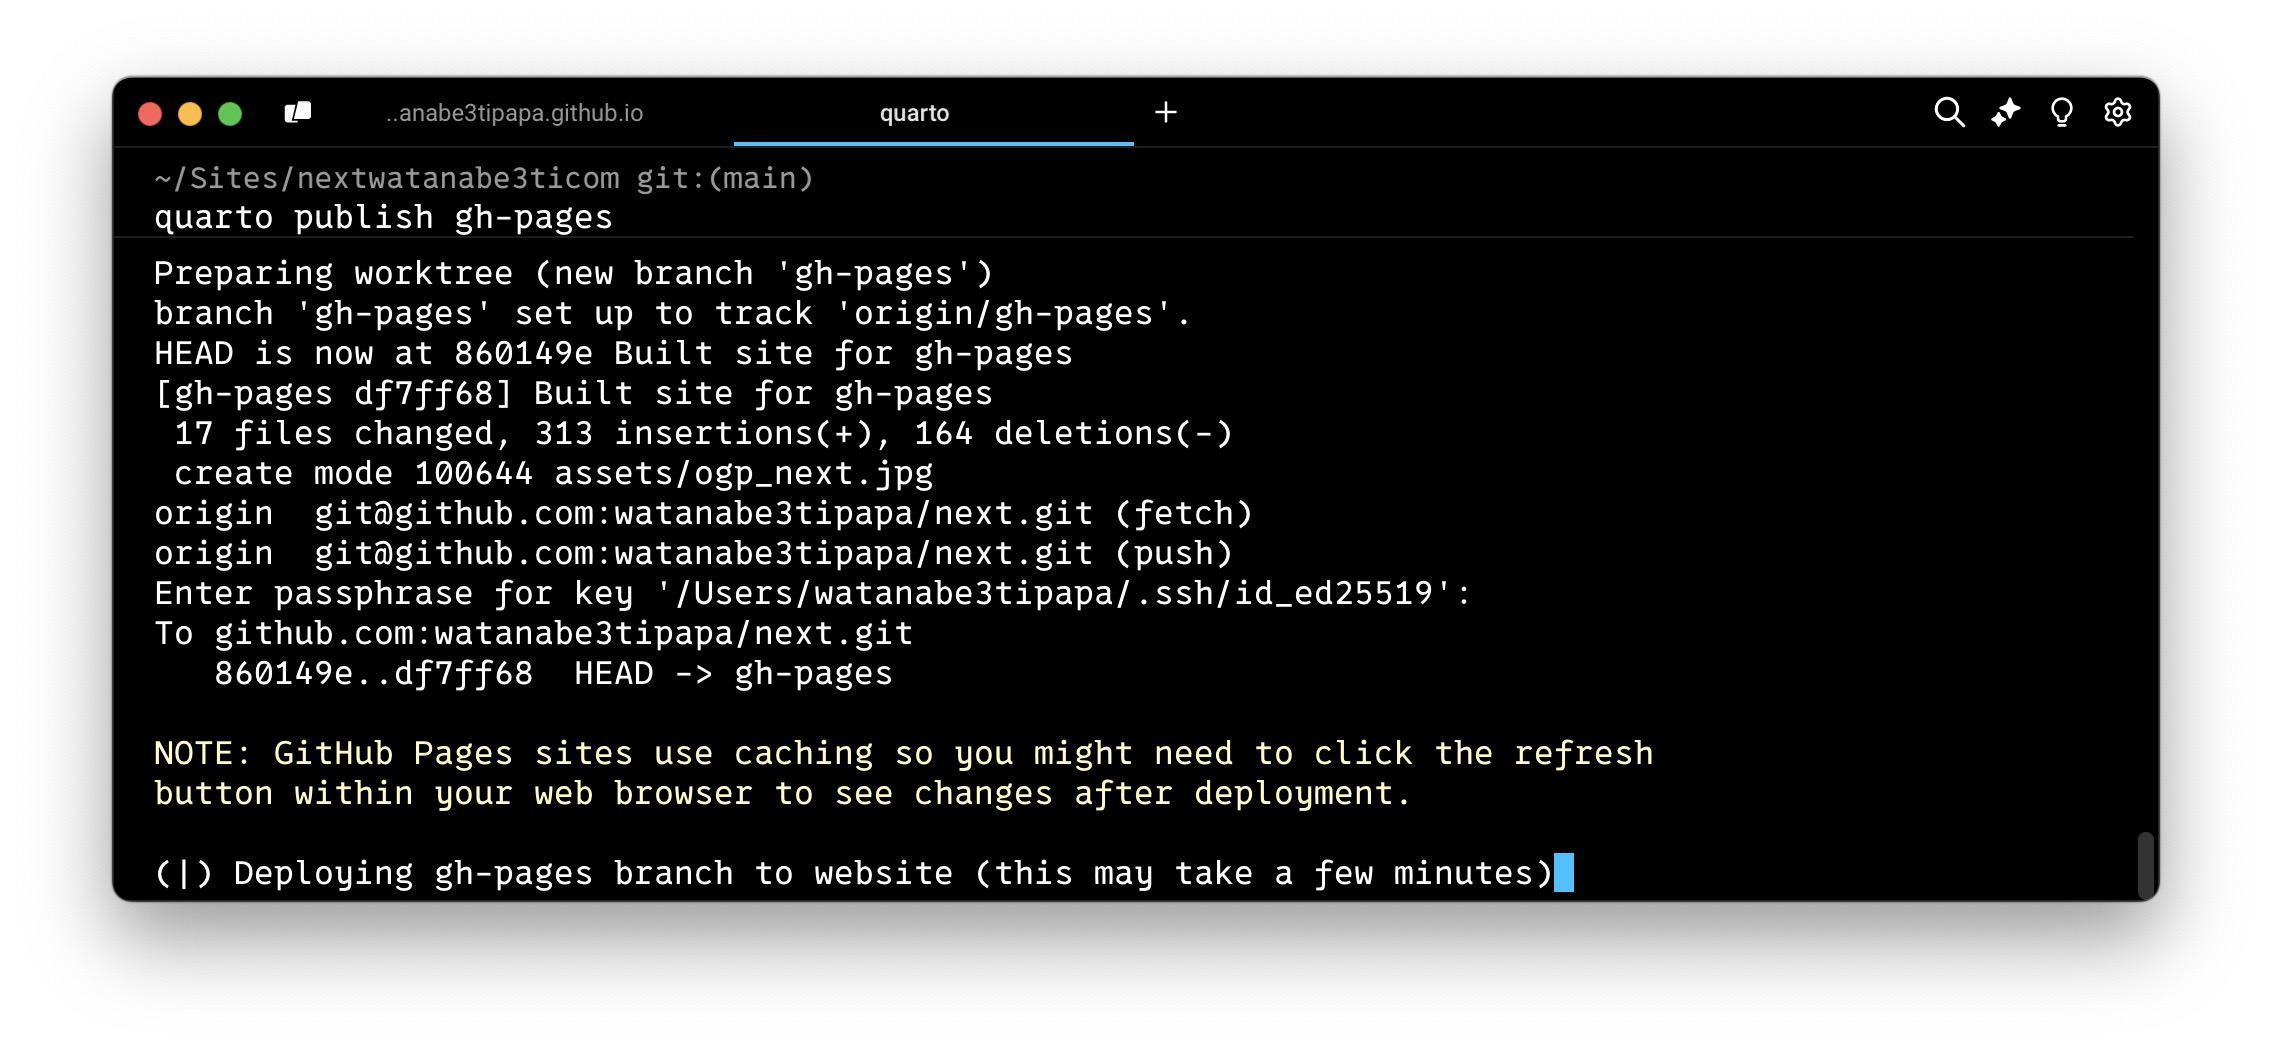 ..anabe3tipapa.github.io
quarto
+
~/Sites/nextwatanabe3ticom git:(main)
quarto publish gh-pages
Preparing worktree (new branch 'gh-pages')
branch 'gh-pages' set up to track 'origin/gh-pages'.
HEAD is now at 860149e Built site for gh-pages
[gh-pages df7ff68] Built site for gh-pages
 17 files changed, 313 insertions(+), 164 deletions(-)
 create mode 100644 assets/ogp_next.jpg
origin  git@github.com:watanabe3tipapa/next.git (fetch)
origin  git@github.com:watanabe3tipapa/next.git (push)
Enter passphrase for key '/Users/watanabe3tipapa/.ssh/id_ed25519':
To github.com:watanabe3tipapa/next.git
   860149e..df7ff68  HEAD -> gh-pages
NOTE: GitHub Pages sites use caching so you might need to click the refresh
button within your web browser to see changes after deployment.
(|) Deploying gh-pages branch to website (this may take a few minutes)